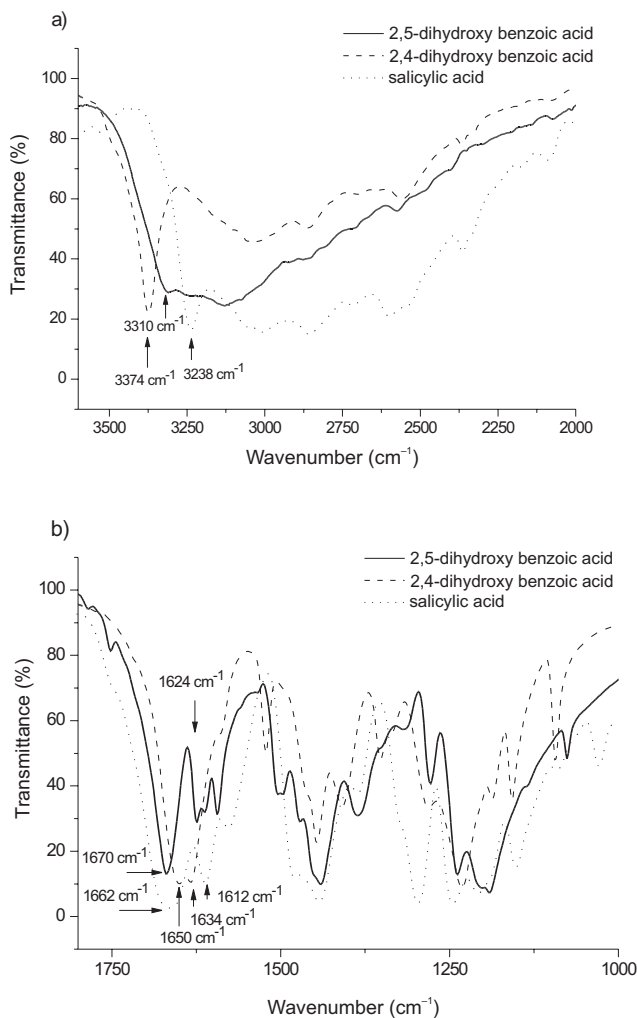 a)
2,5-dihydroxy benzoic acid
2,4-dihydroxy benzoic acid
salicylic acid
100
80
60
40
20
0
Transmittance (%)
3310 cm⁻¹
3374 cm⁻¹
3238 cm⁻¹
3500 3250 3000 2750 2500 2250 2000
Wavenumber (cm⁻¹)
b)
2,5-dihydroxy benzoic acid
2,4-dihydroxy benzoic acid
salicylic acid
100
80
60
40
20
0
Transmittance (%)
1624 cm⁻¹
1670 cm⁻¹
1662 cm⁻¹
1612 cm⁻¹
1634 cm⁻¹
1650 cm⁻¹
1750 1500 1250 1000
Wavenumber (cm⁻¹)